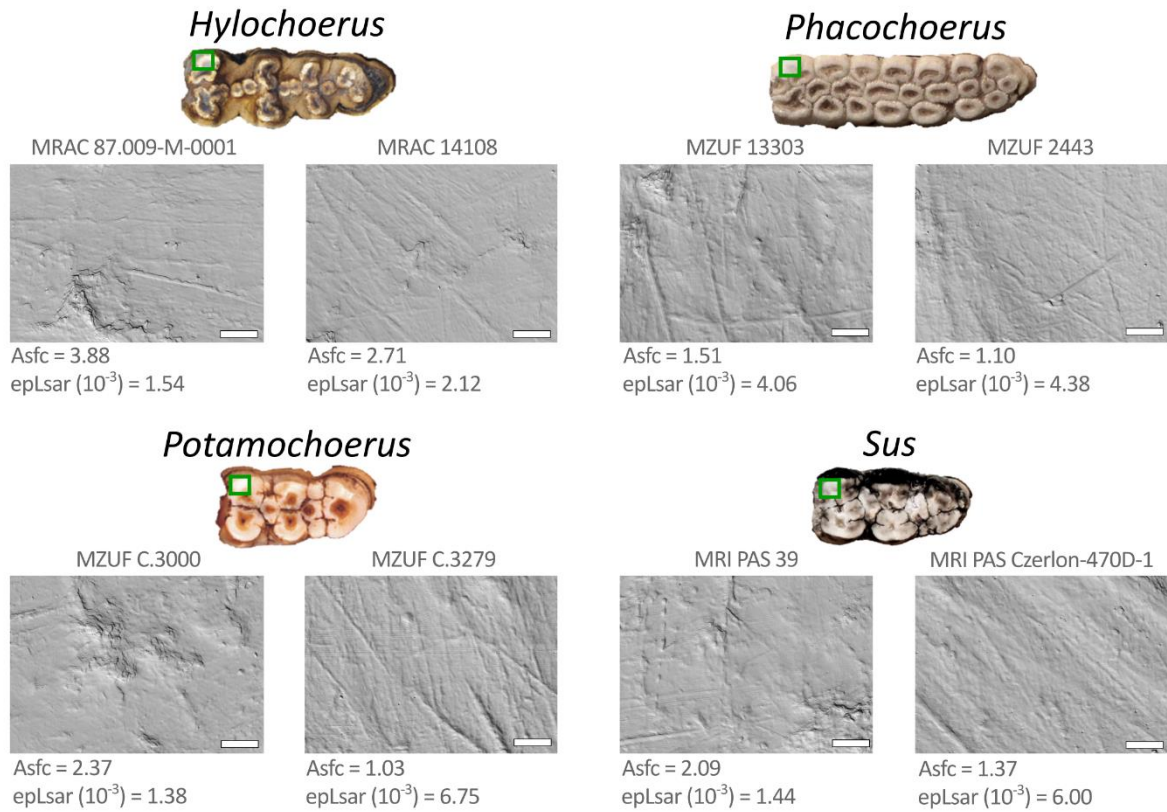 Hylochoerus
MRAC 87.009-M-0001
MRAC 14108
Asfc = 3.88
epLsar (10⁻³) = 1.54
Asfc = 2.71
epLsar (10⁻³) = 2.12
Phacochoerus
MZUF 13303
MZUF 2443
Asfc = 1.51
epLsar (10⁻³) = 4.06
Asfc = 1.10
epLsar (10⁻³) = 4.38
Potamochoerus
MZUF C.3000
MZUF C.3279
Asfc = 2.37
epLsar (10⁻³) = 1.38
Asfc = 1.03
epLsar (10⁻³) = 6.75
Sus
MRI PAS 39
MRI PAS Czerlon-470D-1
Asfc = 2.09
epLsar (10⁻³) = 1.44
Asfc = 1.37
epLsar (10⁻³) = 6.00